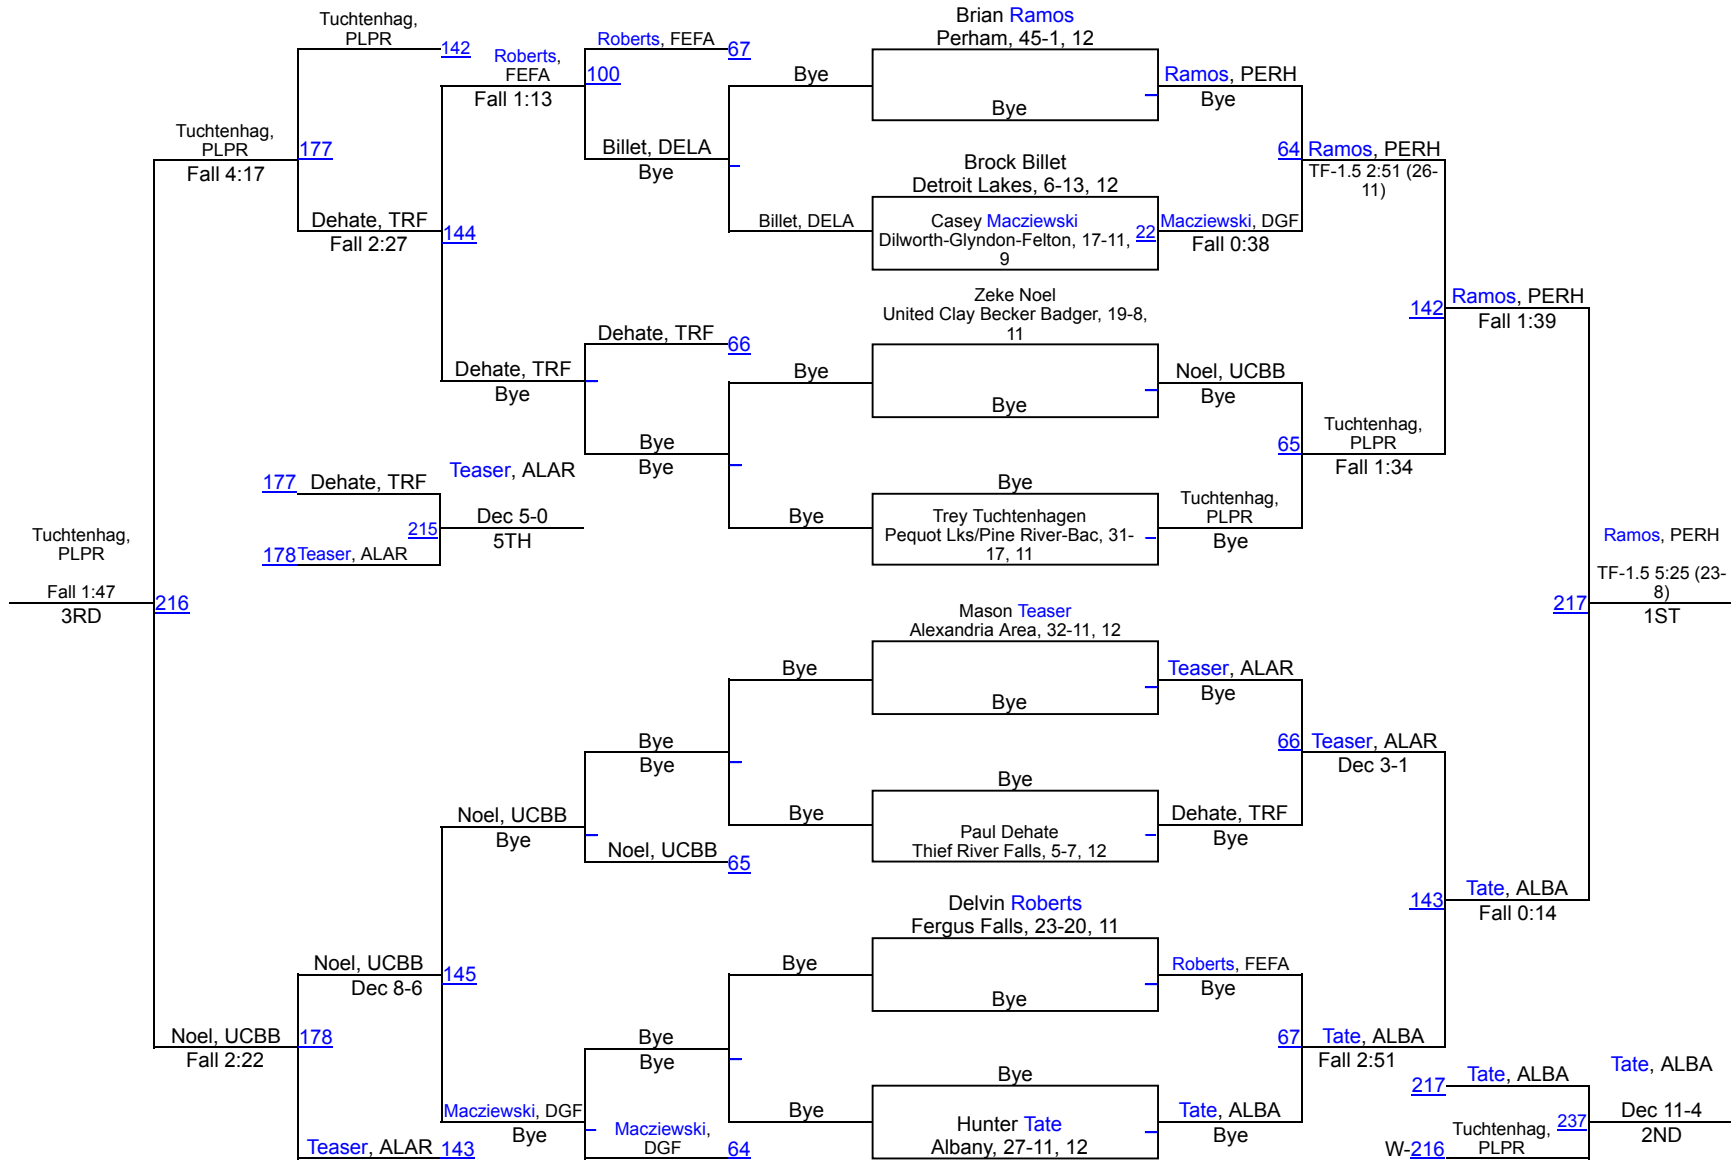 Tuchtenhag,
PLPR
142
Roberts,
FEFA
Fall 1:13
Roberts, FEFA
67
100
Bye
Brian Ramos
Perham, 45-1, 12
Bye
Ramos, PERH
Bye
Tuchtenhag,
PLPR
Fall 4:17
177
Billet, DELA
Bye
Brock Billet
Detroit Lakes, 6-13, 12
64
Ramos, PERH
TF-1.5 2:51 (26-
11)
Dehate, TRF
Fall 2:27
144
Billet, DELA
Casey Macziewski
Dilworth-Glyndon-Felton, 17-11,
9
22
Macziewski, DGF
Fall 0:38
Zeke Noel
United Clay Becker Badger, 19-8,
11
142
Ramos, PERH
Fall 1:39
Dehate, TRF
66
Dehate, TRF
Bye
Bye
Bye
Noel, UCBB
Bye
Bye
Bye
65
Tuchtenhag,
PLPR
Fall 1:34
177
Dehate, TRF
Teaser, ALAR
215
Dec 5-0
5TH
178
Teaser, ALAR
Bye
Bye
Trey Tuchtenhagen
Pequot Lks/Pine River-Bac, 31-
17, 11
Tuchtenhag,
PLPR
Bye
Tuchtenhag,
PLPR
Fall 1:47
3RD
216
Ramos, PERH
TF-1.5 5:25 (23-
8)
1ST
217
Mason Teaser
Alexandria Area, 32-11, 12
Bye
Bye
Teaser, ALAR
Bye
Bye
Bye
66
Teaser, ALAR
Dec 3-1
Noel, UCBB
Bye
Bye
Bye
Paul Dehate
Thief River Falls, 5-7, 12
Dehate, TRF
Bye
Noel, UCBB
65
143
Tate, ALBA
Fall 0:14
Delvin Roberts
Fergus Falls, 23-20, 11
Noel, UCBB
Dec 8-6
145
Bye
Bye
Roberts, FEFA
Bye
Noel, UCBB
Fall 2:22
178
Bye
Bye
67
Tate, ALBA
Fall 2:51
Macziewski, DGF
Bye
Bye
Bye
Hunter Tate
Albany, 27-11, 12
Tate, ALBA
Bye
217
Tate, ALBA
Tate, ALBA
Teaser, ALAR
143
Macziewski,
DGF
64
W-216
Tuchtenhag,
PLPR
237
Dec 11-4
2ND